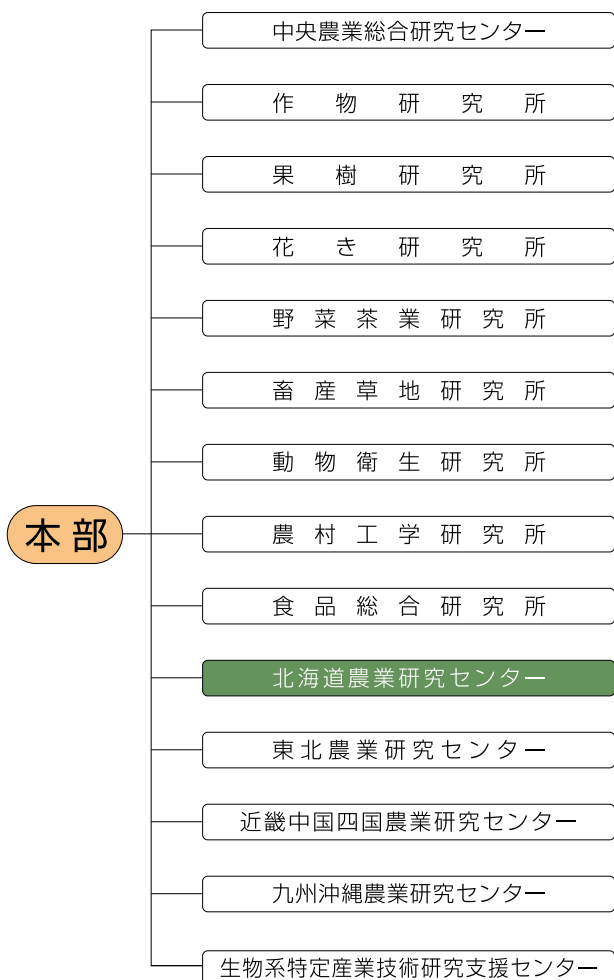 中央農業総合研究センター
作物研究所
果樹研究所
花き研究所
野菜茶業研究所
畜産草地研究所
動物衛生研究所
本部
農村工学研究所
食品総合研究所
北海道農業研究センター
東北農業研究センター
近畿中国四国農業研究センター
九州沖縄農業研究センター
生物系特定産業技術研究支援センター